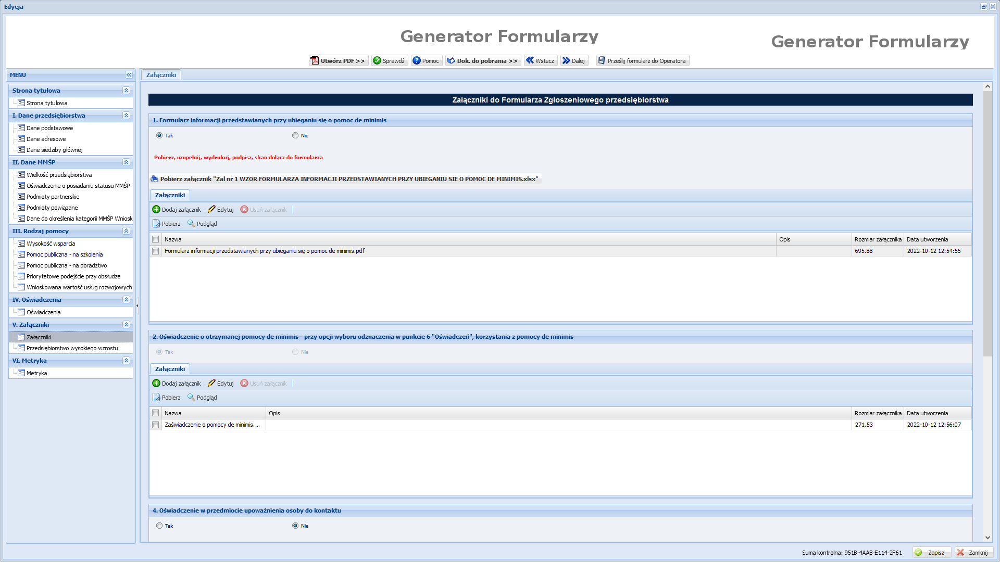 Edycja
Generator Formularzy
Generator Formularzy
Utwórz PDF >>
Sprawdź
Pomoc
Dok. do pobrania >>
Wstecz
Dalej
Prześlij formularz do Operatora
MENU
Strona tytułowa
Strona tytułowa
I. Dane przedsiębiorstwa
Dane podstawowe
Dane adresowe
Dane siedziby głównej
II. Dane MMŚP
Wielkość przedsiębiorstwa
Oświadczenie o posiadaniu statusu MMŚP
Podmioty partnerskie
Podmioty powiązane
Dane do określenia kategorii MMŚP Wniosk
III. Rodzaj pomocy
Wysokość wsparcia
Pomoc publiczna - na szkolenia
Pomoc publiczna - na doradztwo
Priorytetowe podejście przy obsłudze
Wnioskowana wartość usług rozwojowych
IV. Oświadczenia
Oświadczenia
V. Załączniki
Załączniki
Przedsiębiorstwo wysokiego wzrostu
VI. Metryka
Metryka
Załączniki
Załączniki do Formularza Zgłoszeniowego przedsiębiorstwa
1. Formularz informacji przedstawianych przy ubieganiu się o pomoc de minimis
Tak Nie
Pobierz, uzupełnij, wydrukuj, podpisz, skan dołącz do formularza
Pobierz załącznik "Zal nr 1 WZOR FORMULARZA INFORMACJI PRZEDSTAWIANYCH PRZY UBIEGANIU SIE O POMOC DE MINIMIS.xlsx"
Załączniki
Dodaj załącznik Edytuj Usuń załącznik
Pobierz Podgląd
Nazwa Opis Rozmiar załącznika Data utworzenia
Formularz informacji przedstawianych przy ubieganiu się o pomoc de minimis.pdf 695.88 2022-10-12 12:54:55
2. Oświadczenie o otrzymanej pomocy de minimis - przy opcji wyboru odznaczenia w punkcie 6 "Oświadczeń", korzystania z pomocy de minimis
Tak Nie
Załączniki
Dodaj załącznik Edytuj Usuń załącznik
Pobierz Podgląd
Nazwa Opis Rozmiar załącznika Data utworzenia
Zaświadczenie o pomocy de minimis.... 271.53 2022-10-12 12:56:07
4. Oświadczenie w przedmiocie upoważnienia osoby do kontaktu
Tak Nie
Suma kontrolna: 951B-4AAB-E114-2F61
Zapisz
Zamknij